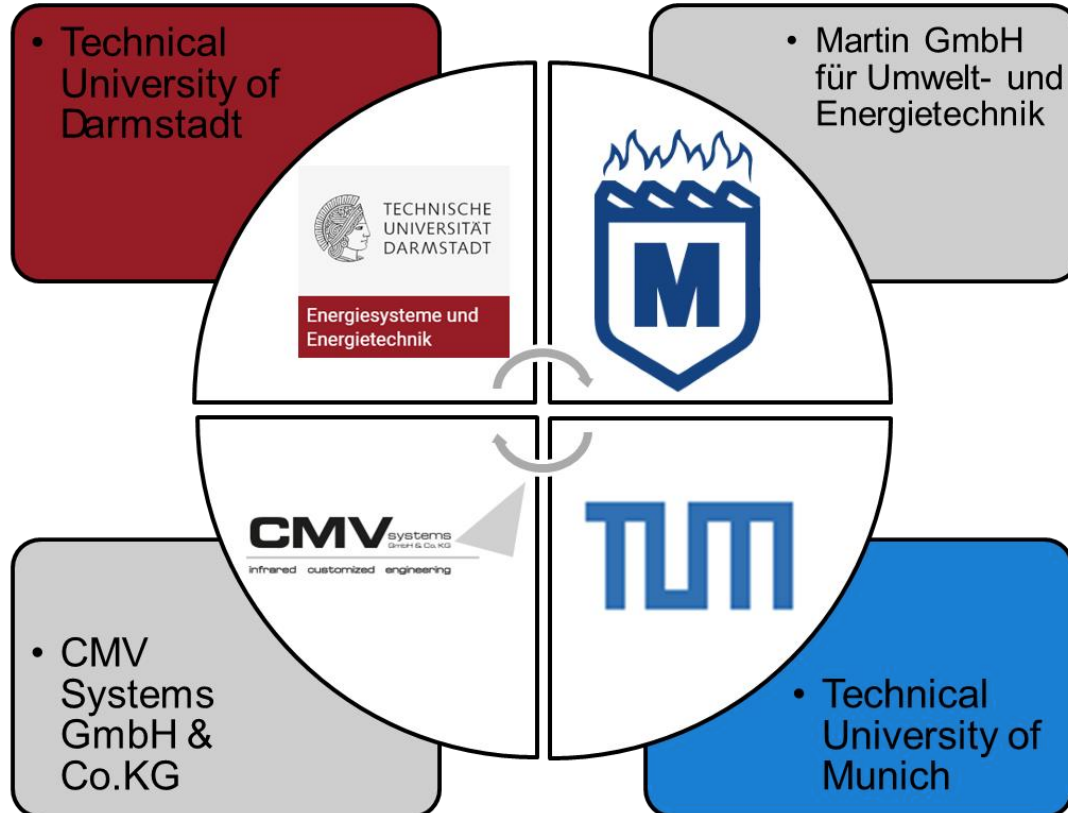 • Technical
University of
Darmstadt
• Martin GmbH
für Umwelt- und
Energietechnik
TECHNISCHE
UNIVERSITÄT
DARMSTADT
Energiesysteme und
Energietechnik
M
CMV systems
GmbH & Co. KG
infrared customized engineering
TUM
• CMV
Systems
GmbH &
Co.KG
• Technical
University of
Munich